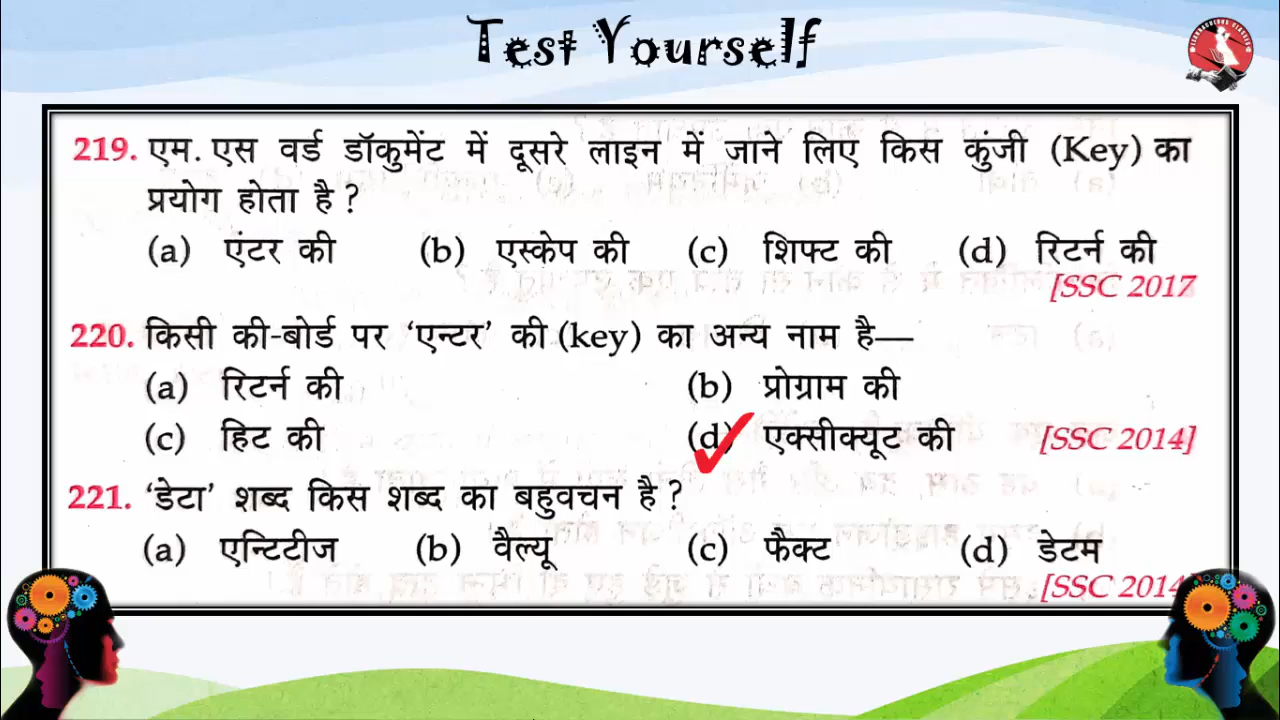 Test Yourself
219. एम. एस वर्ड डॉकुमेंट में दूसरे लाइन में जाने लिए किस कुंजी (Key) का
प्रयोग होता है ?
(a) एंटर की (b) एस्केप की (c) शिफ्ट की (d) रिटर्न की
[SSC 2017
220. किसी की-बोर्ड पर ‘एन्टर’ की (key) का अन्य नाम है—
(a) रिटर्न की (b) प्रोग्राम की
(c) हिट की (d) एक्सीक्यूट की [SSC 2014]
221. ‘डेटा’ शब्द किस शब्द का बहुवचन है ?
(a) एन्टिटीज (b) वैल्यू (c) फैक्ट (d) डेटम
[SSC 2014